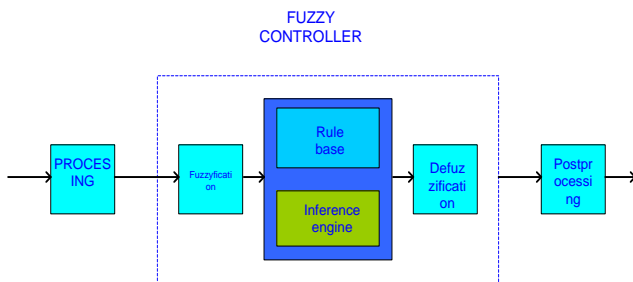 FUZZY
CONTROLLER
PROCES
ING
Fuzzyficati
on
Rule
base
Inference
engine
Defuz
zificati
on
Postpr
ocessi
ng